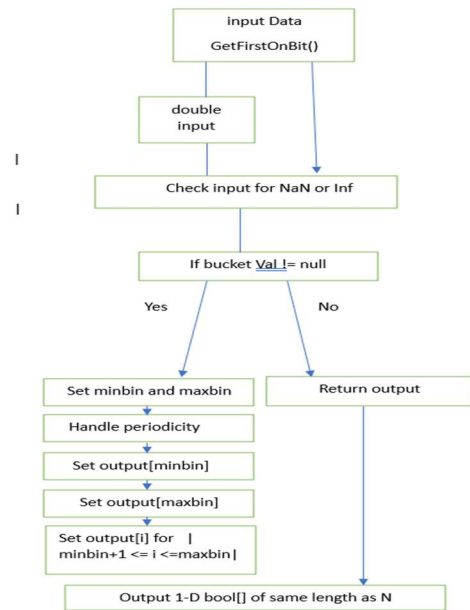 input Data
GetFirstOnBit()
double
input
Check input for NaN or Inf
If bucket Val != null
Yes
No
Set minbin and maxbin
Return output
Handle periodicity
Set output[minbin]
Set output[maxbin]
Set output[i] for |
minbin+1 <= i <=maxbin|
Output 1-D bool[] of same length as N